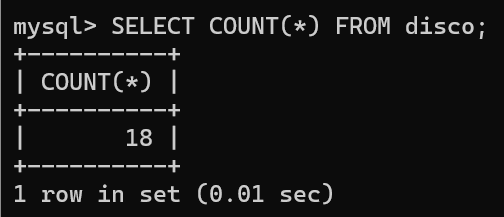 mysql> SELECT COUNT(*) FROM disco;
+----------+
| COUNT(*) |
+----------+
|       18 |
+----------+
1 row in set (0.01 sec)